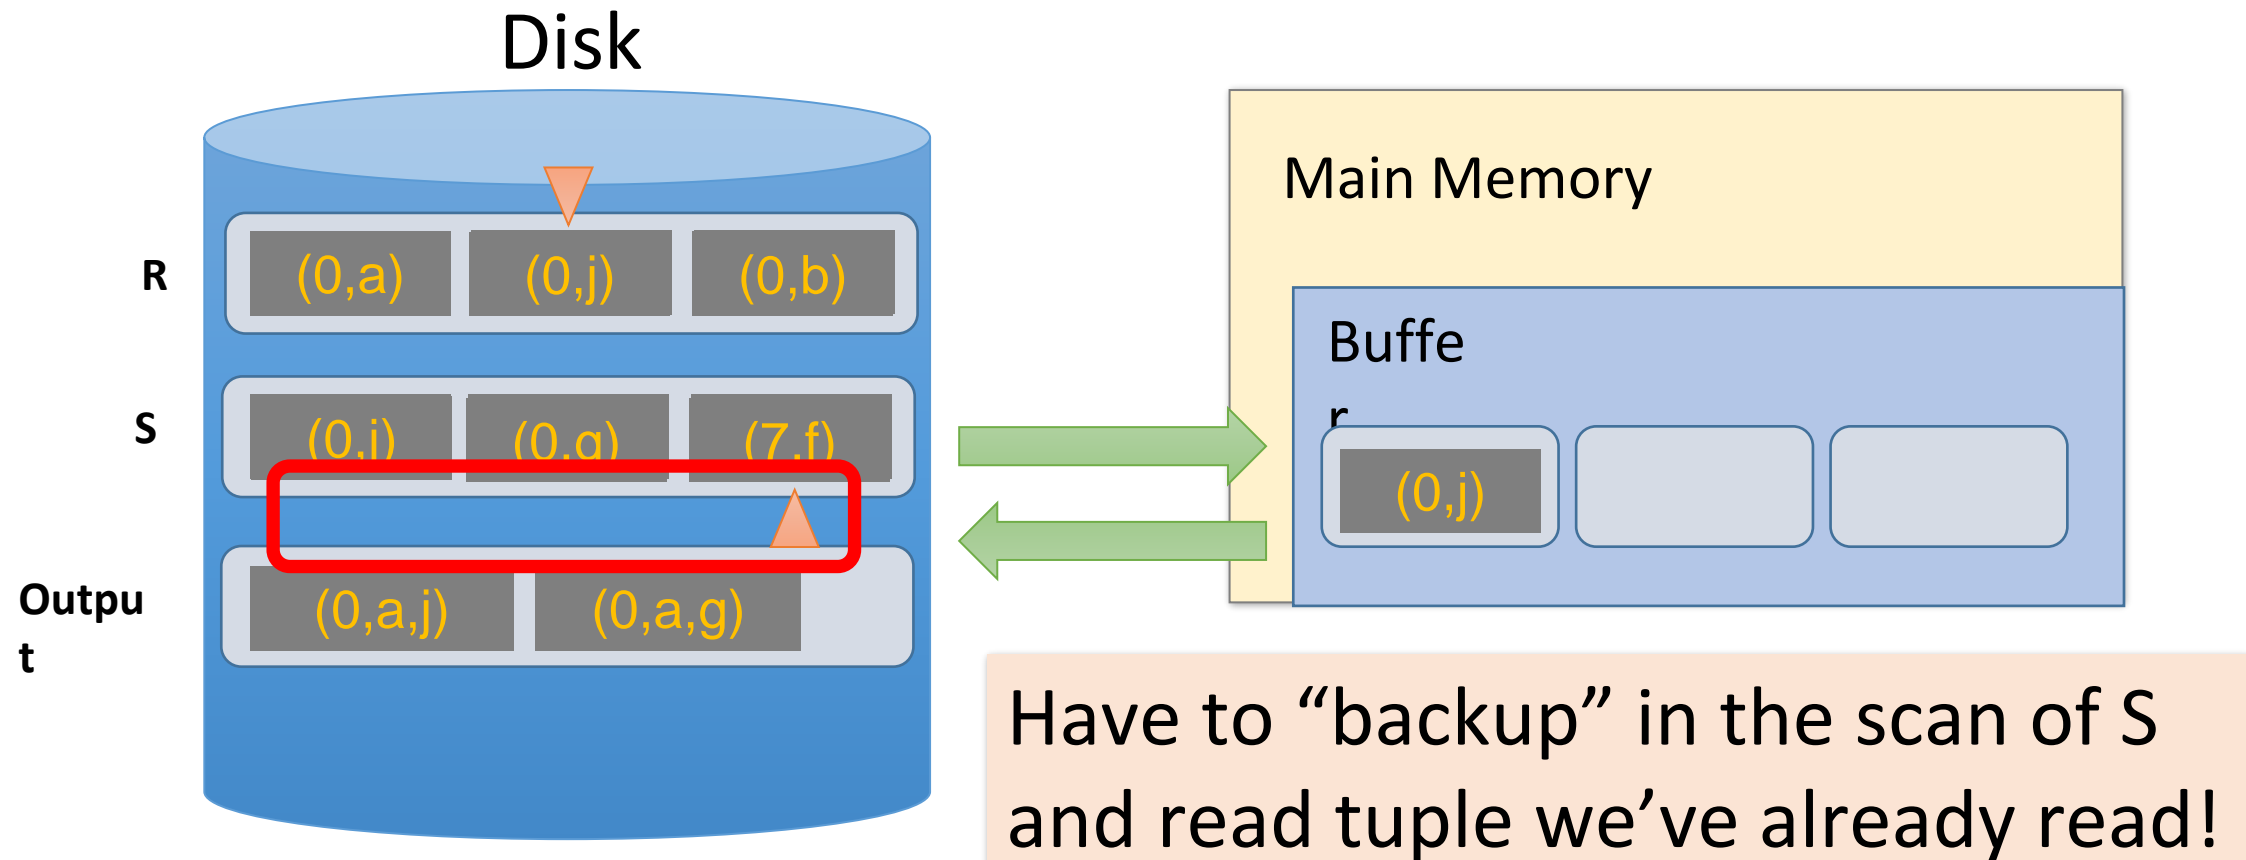 Disk
Main Memory
R
(0,a) (0,j) (0,b)
Buffe
r
S
(0,j) (0,g) (7,f)
(0,j)
Outpu
t
(0,a,j) (0,a,g)
Have to “backup” in the scan of S
and read tuple we’ve already read!